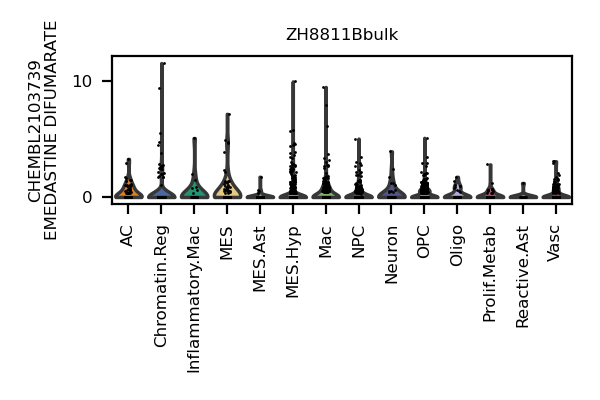 ZH8811Bbulk
CHEMBL2103739
EMEDASTINE DIFUMARATE
10
0
AC
Chromatin.Reg
Inflammatory.Mac
MES
MES.Ast
MES.Hyp
Mac
NPC
Neuron
OPC
Oligo
Prolif.Metab
Reactive.Ast
Vasc